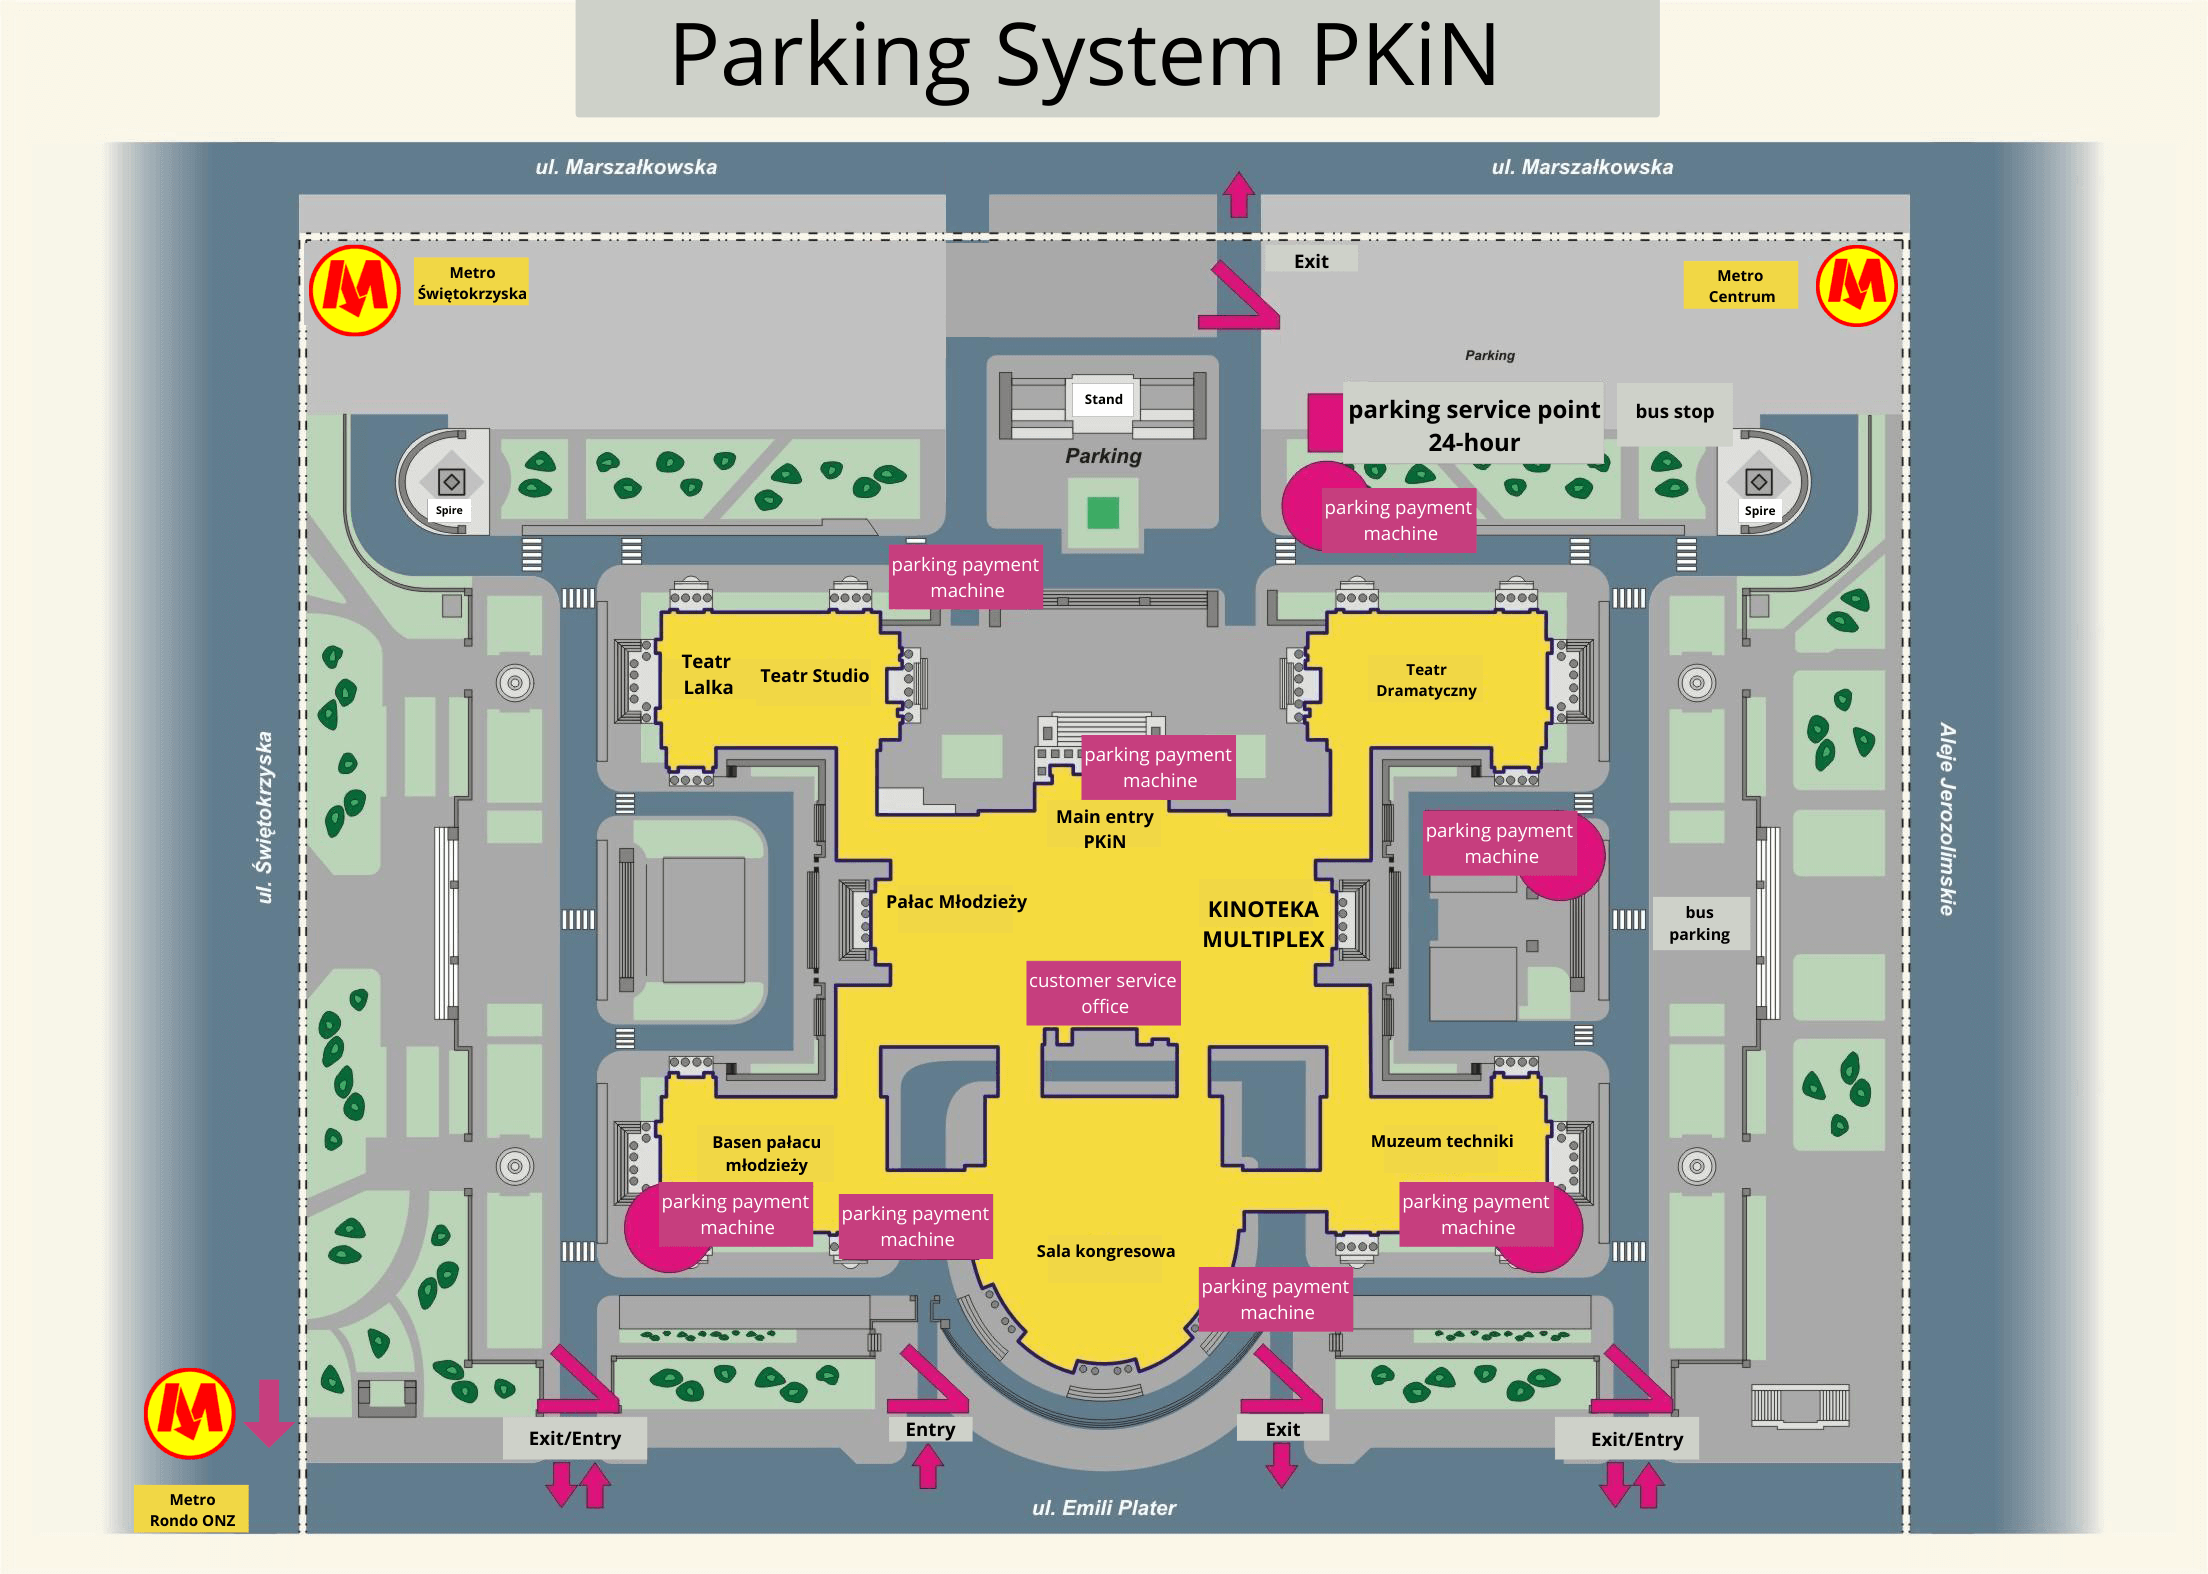 Parking System PKiN
ul. Marszałkowska
ul. Marszałkowska
Exit
Metro
Świętokrzyska
Metro
Centrum
Parking
Stand
parking service point
24-hour
bus stop
Parking
Spire
Spire
parking payment
machine
parking payment
machine
Teatr
Lalka
Teatr Studio
Teatr
Dramatyczny
parking payment
machine
Main entry
PKiN
parking payment
machine
ul. Świętokrzyska
Aleje Jerozolimskie
Pałac Młodzieży
KINOTEKA
MULTIPLEX
bus
parking
customer service
office
Basen pałacu
młodzieży
Muzeum techniki
parking payment
machine
parking payment
machine
parking payment
machine
Sala kongresowa
parking payment
machine
Exit/Entry
Entry
Exit
Exit/Entry
Metro
Rondo ONZ
ul. Emili Plater